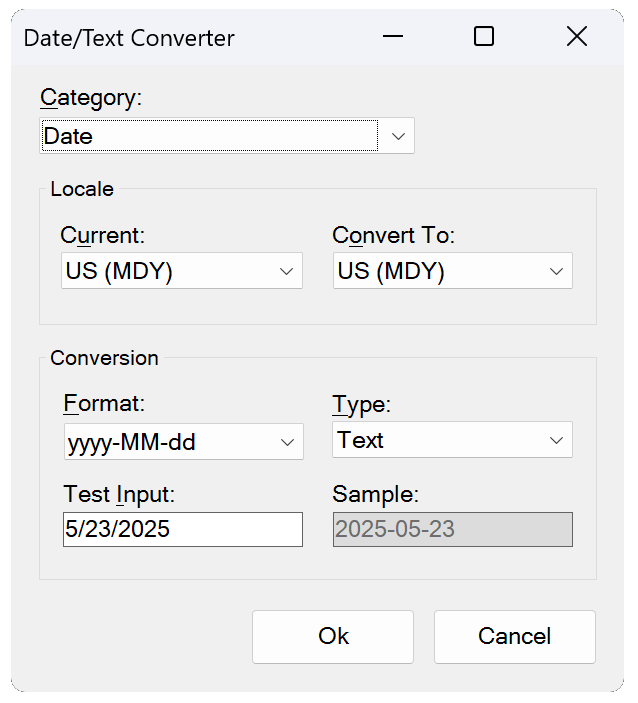 Date/Text Converter
Category:
Date
Locale
Current:
Convert To:
US (MDY)
US (MDY)
Conversion
Format:
Type:
yyyy-MM-dd
Text
Test Input:
Sample:
5/23/2025
2025-05-23
Ok
Cancel